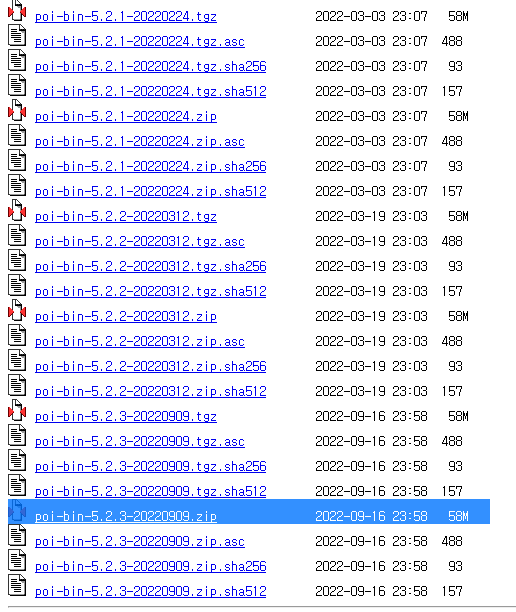 poi-bin-5.2.1-20220224.tgz 2022-03-03 23:07 58M
poi-bin-5.2.1-20220224.tgz.asc 2022-03-03 23:07 488
poi-bin-5.2.1-20220224.tgz.sha256 2022-03-03 23:07 93
poi-bin-5.2.1-20220224.tgz.sha512 2022-03-03 23:07 157
poi-bin-5.2.1-20220224.zip 2022-03-03 23:07 58M
poi-bin-5.2.1-20220224.zip.asc 2022-03-03 23:07 488
poi-bin-5.2.1-20220224.zip.sha256 2022-03-03 23:07 93
poi-bin-5.2.1-20220224.zip.sha512 2022-03-03 23:07 157
poi-bin-5.2.2-20220312.tgz 2022-03-19 23:03 58M
poi-bin-5.2.2-20220312.tgz.asc 2022-03-19 23:03 488
poi-bin-5.2.2-20220312.tgz.sha256 2022-03-19 23:03 93
poi-bin-5.2.2-20220312.tgz.sha512 2022-03-19 23:03 157
poi-bin-5.2.2-20220312.zip 2022-03-19 23:03 58M
poi-bin-5.2.2-20220312.zip.asc 2022-03-19 23:03 488
poi-bin-5.2.2-20220312.zip.sha256 2022-03-19 23:03 93
poi-bin-5.2.2-20220312.zip.sha512 2022-03-19 23:03 157
poi-bin-5.2.3-20220909.tgz 2022-09-16 23:58 58M
poi-bin-5.2.3-20220909.tgz.asc 2022-09-16 23:58 488
poi-bin-5.2.3-20220909.tgz.sha256 2022-09-16 23:58 93
poi-bin-5.2.3-20220909.tgz.sha512 2022-09-16 23:58 157
poi-bin-5.2.3-20220909.zip 2022-09-16 23:58 58M
poi-bin-5.2.3-20220909.zip.asc 2022-09-16 23:58 488
poi-bin-5.2.3-20220909.zip.sha256 2022-09-16 23:58 93
poi-bin-5.2.3-20220909.zip.sha512 2022-09-16 23:58 157